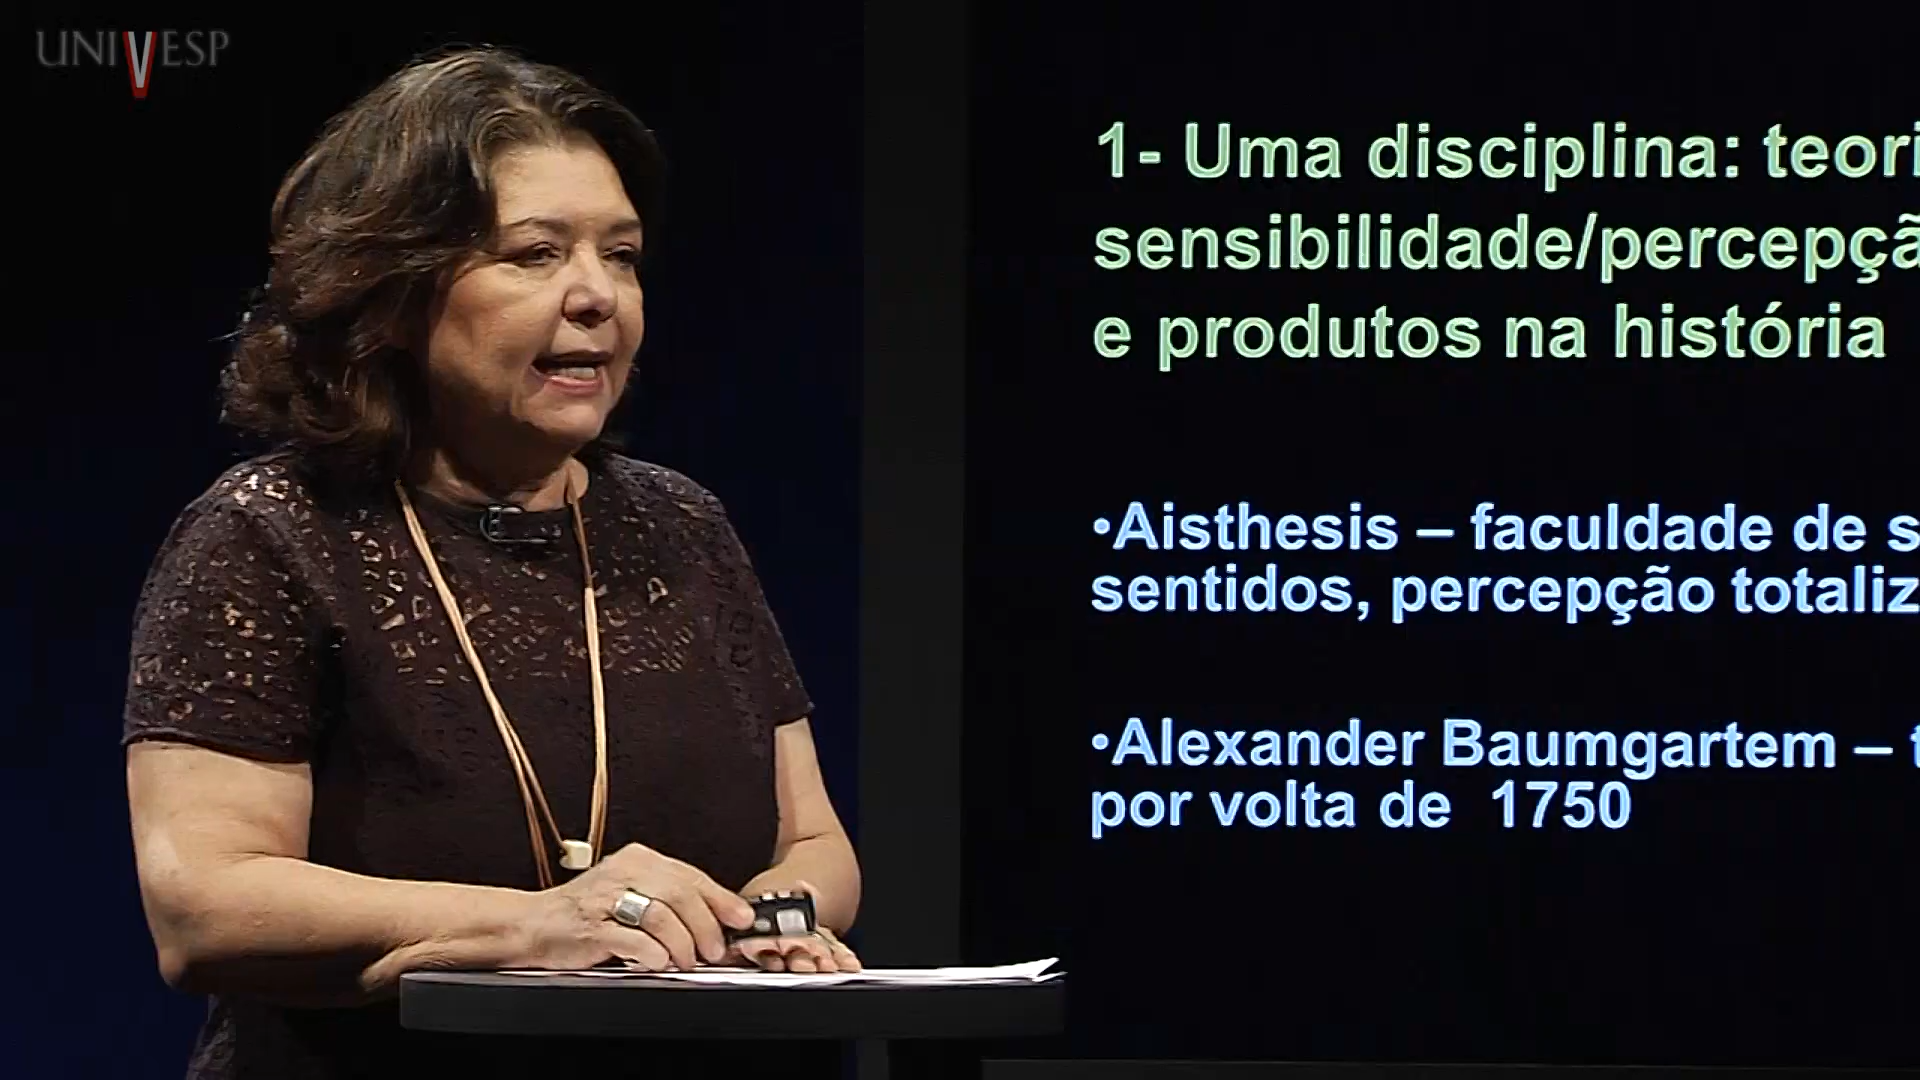 UNIVESP
1- Uma disciplina: teori
sensibilidade/percepçã
e produtos na história
•Aisthesis – faculdade de s
sentidos, percepção totaliz
•Alexander Baumgartem – t
por volta de 1750